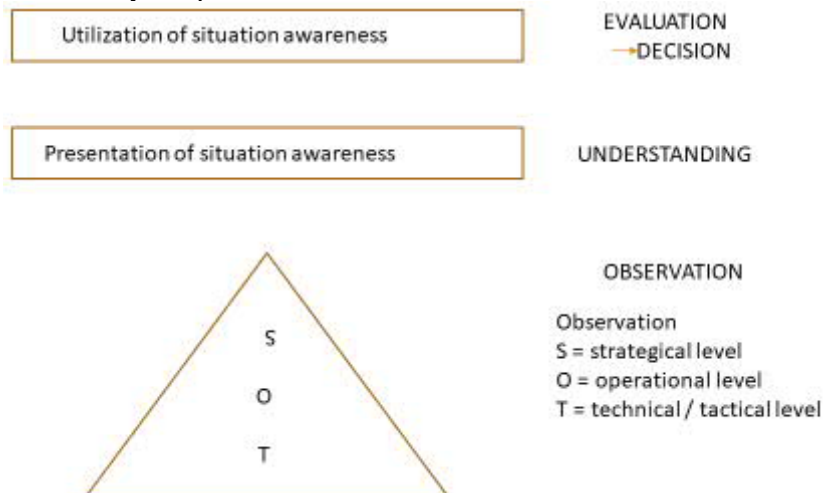 Utilization of situation awareness
EVALUATION
→DECISION
Presentation of situation awareness
UNDERSTANDING
OBSERVATION
S
O
T
Observation
S = strategical level
O = operational level
T = technical / tactical level